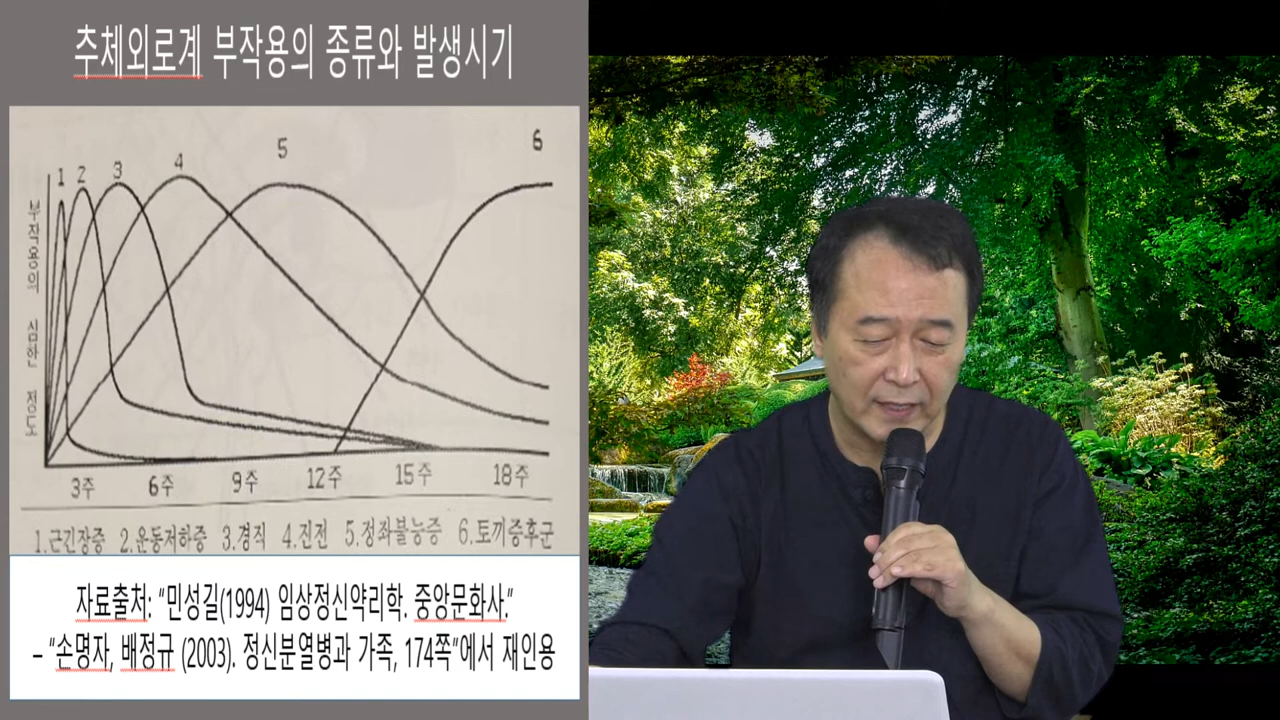 추체외로계 부작용의 종류와 발생시기
1 2 3 4 5 6
부작용의 심한 정도
3주 6주 9주 12주 15주 18주
1.근긴장증 2.운동저하증 3.경직 4.진전 5.정좌불능증 6.토끼증후군
자료출처: “민성길(1994) 임상정신약리학. 중앙문화사.”
– “손명자, 배정규 (2003). 정신분열병과 가족, 174쪽”에서 재인용